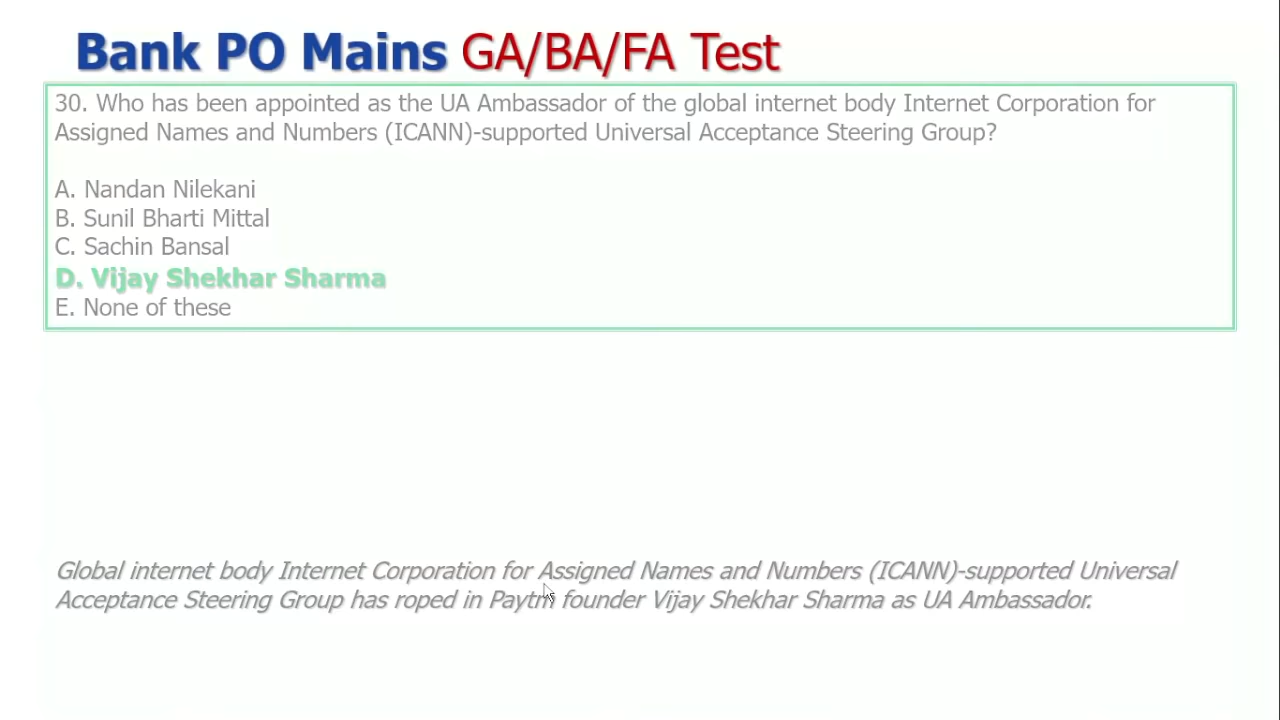 Bank PO Mains GA/BA/FA Test
30. Who has been appointed as the UA Ambassador of the global internet body Internet Corporation for
Assigned Names and Numbers (ICANN)-supported Universal Acceptance Steering Group?
A. Nandan Nilekani
B. Sunil Bharti Mittal
C. Sachin Bansal
D. Vijay Shekhar Sharma
E. None of these
Global internet body Internet Corporation for Assigned Names and Numbers (ICANN)-supported Universal
Acceptance Steering Group has roped in Paytm founder Vijay Shekhar Sharma as UA Ambassador.